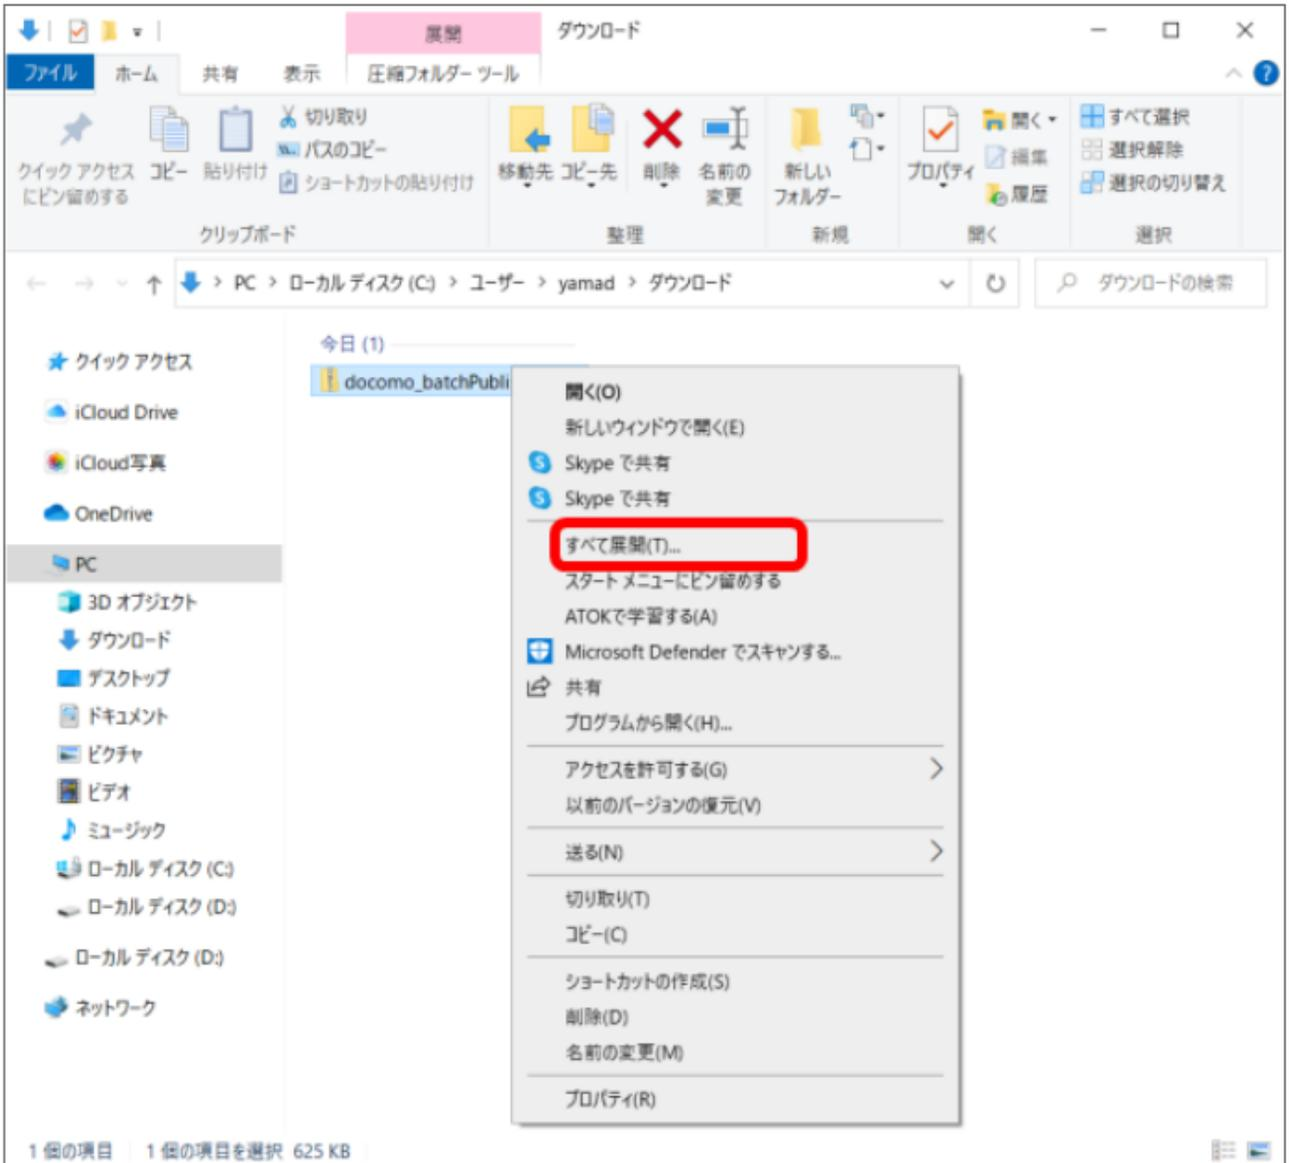 展開 ダウンロード
ファイル ホーム 共有 表示 圧縮フォルダー ツール
クイック アクセス
にピン留めする
コピー
貼り付け
切り取り
パスのコピー
ショートカットの貼り付け
クリップボード
移動先
コピー先
削除
名前の
変更
整理
新しい
フォルダー
新規
プロパティ
開く
編集
履歴
開く
すべて選択
選択解除
選択の切り替え
選択
PC › ローカル ディスク (C:) › ユーザー › yamad › ダウンロード
ダウンロードの検索
クイック アクセス
iCloud Drive
iCloud写真
OneDrive
PC
3D オブジェクト
ダウンロード
デスクトップ
ドキュメント
ピクチャ
ビデオ
ミュージック
ローカル ディスク (C:)
ローカル ディスク (D:)
ローカル ディスク (D:)
ネットワーク
今日 (1)
docomo_batchPubli
開く(O)
新しいウィンドウで開く(E)
Skype で共有
Skype で共有
すべて展開(T)...
スタート メニューにピン留めする
ATOKで学習する(A)
Microsoft Defender でスキャンする...
共有
プログラムから開く(H)...
アクセスを許可する(G)
以前のバージョンの復元(V)
送る(N)
切り取り(T)
コピー(C)
ショートカットの作成(S)
削除(D)
名前の変更(M)
プロパティ(R)
1 個の項目 1 個の項目を選択 625 KB